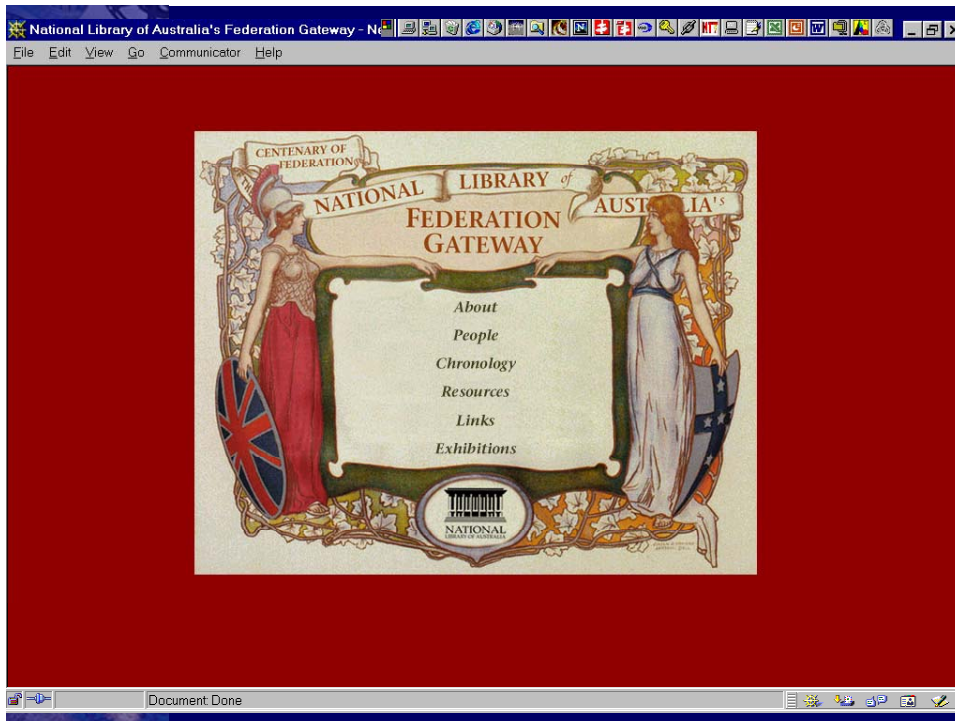 National Library of Australia's Federation Gateway - Ne
File Edit View Go Communicator Help
CENTENARY OF
FEDERATION
THE
NATIONAL LIBRARY of AUSTRALIA'S
FEDERATION
GATEWAY
About
People
Chronology
Resources
Links
Exhibitions
NATIONAL
LIBRARY OF AUSTRALIA
Document: Done